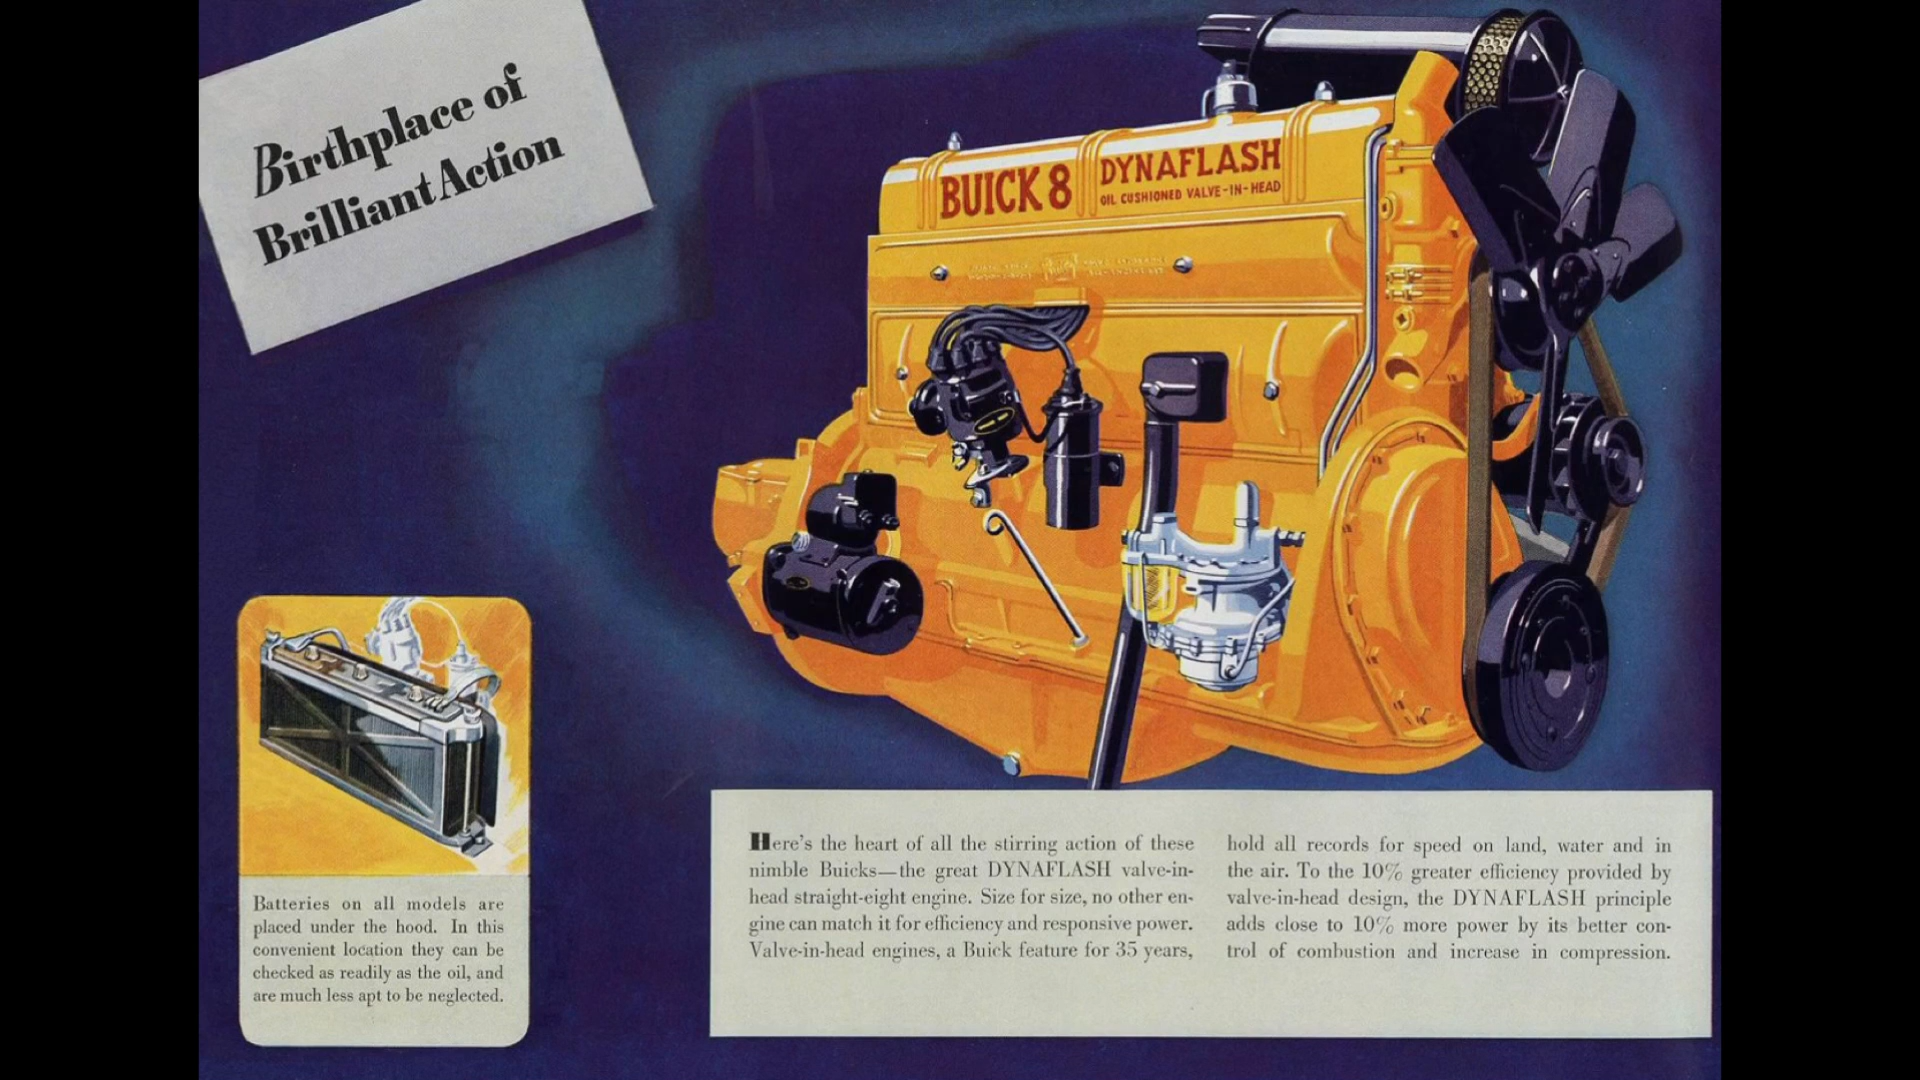 Birthplace of
Brilliant Action
BUICK 8
DYNAFLASH
OIL CUSHIONED VALVE-IN-HEAD
Batteries on all models are
placed under the hood. In this
convenient location they can be
checked as readily as the oil, and
are much less apt to be neglected.
Here's the heart of all the stirring action of these
nimble Buicks—the great DYNAFLASH valve-in-
head straight-eight engine. Size for size, no other en-
gine can match it for efficiency and responsive power.
Valve-in-head engines, a Buick feature for 35 years,
hold all records for speed on land, water and in
the air. To the 10% greater efficiency provided by
valve-in-head design, the DYNAFLASH principle
adds close to 10% more power by its better con-
trol of combustion and increase in compression.